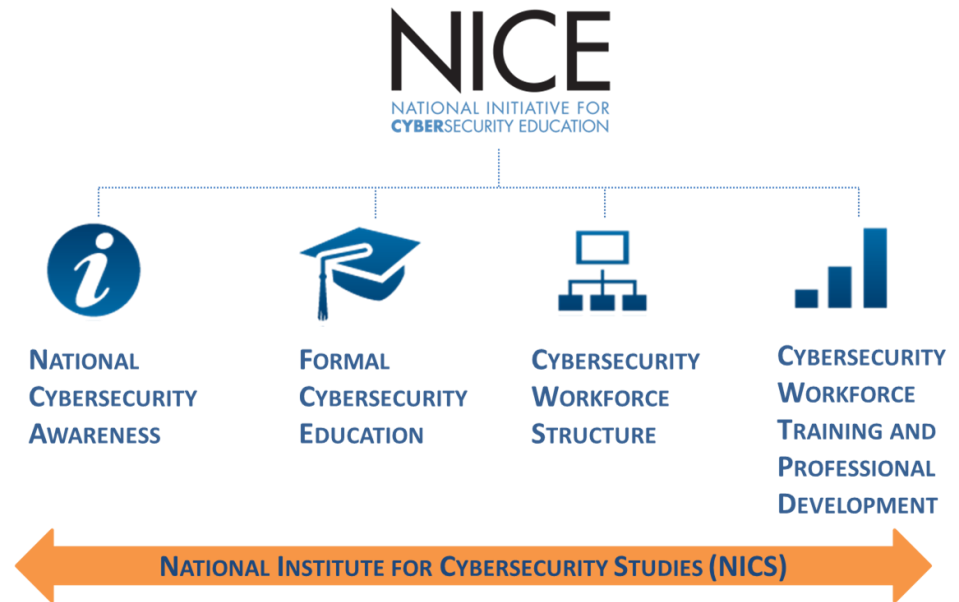 NICE
NATIONAL INITIATIVE FOR
CYBERSECURITY EDUCATION
i
NATIONAL
CYBERSECURITY
AWARENESS
FORMAL
CYBERSECURITY
EDUCATION
CYBERSECURITY
WORKFORCE
STRUCTURE
CYBERSECURITY
WORKFORCE
TRAINING AND
PROFESSIONAL
DEVELOPMENT
NATIONAL INSTITUTE FOR CYBERSECURITY STUDIES (NICS)